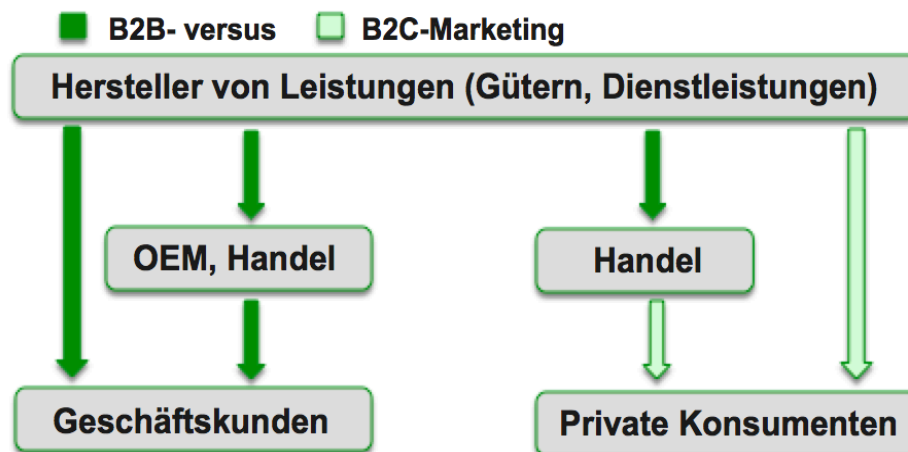 B2B- versus B2C-Marketing
Hersteller von Leistungen (Gütern, Dienstleistungen)
OEM, Handel
Handel
Geschäftskunden
Private Konsumenten